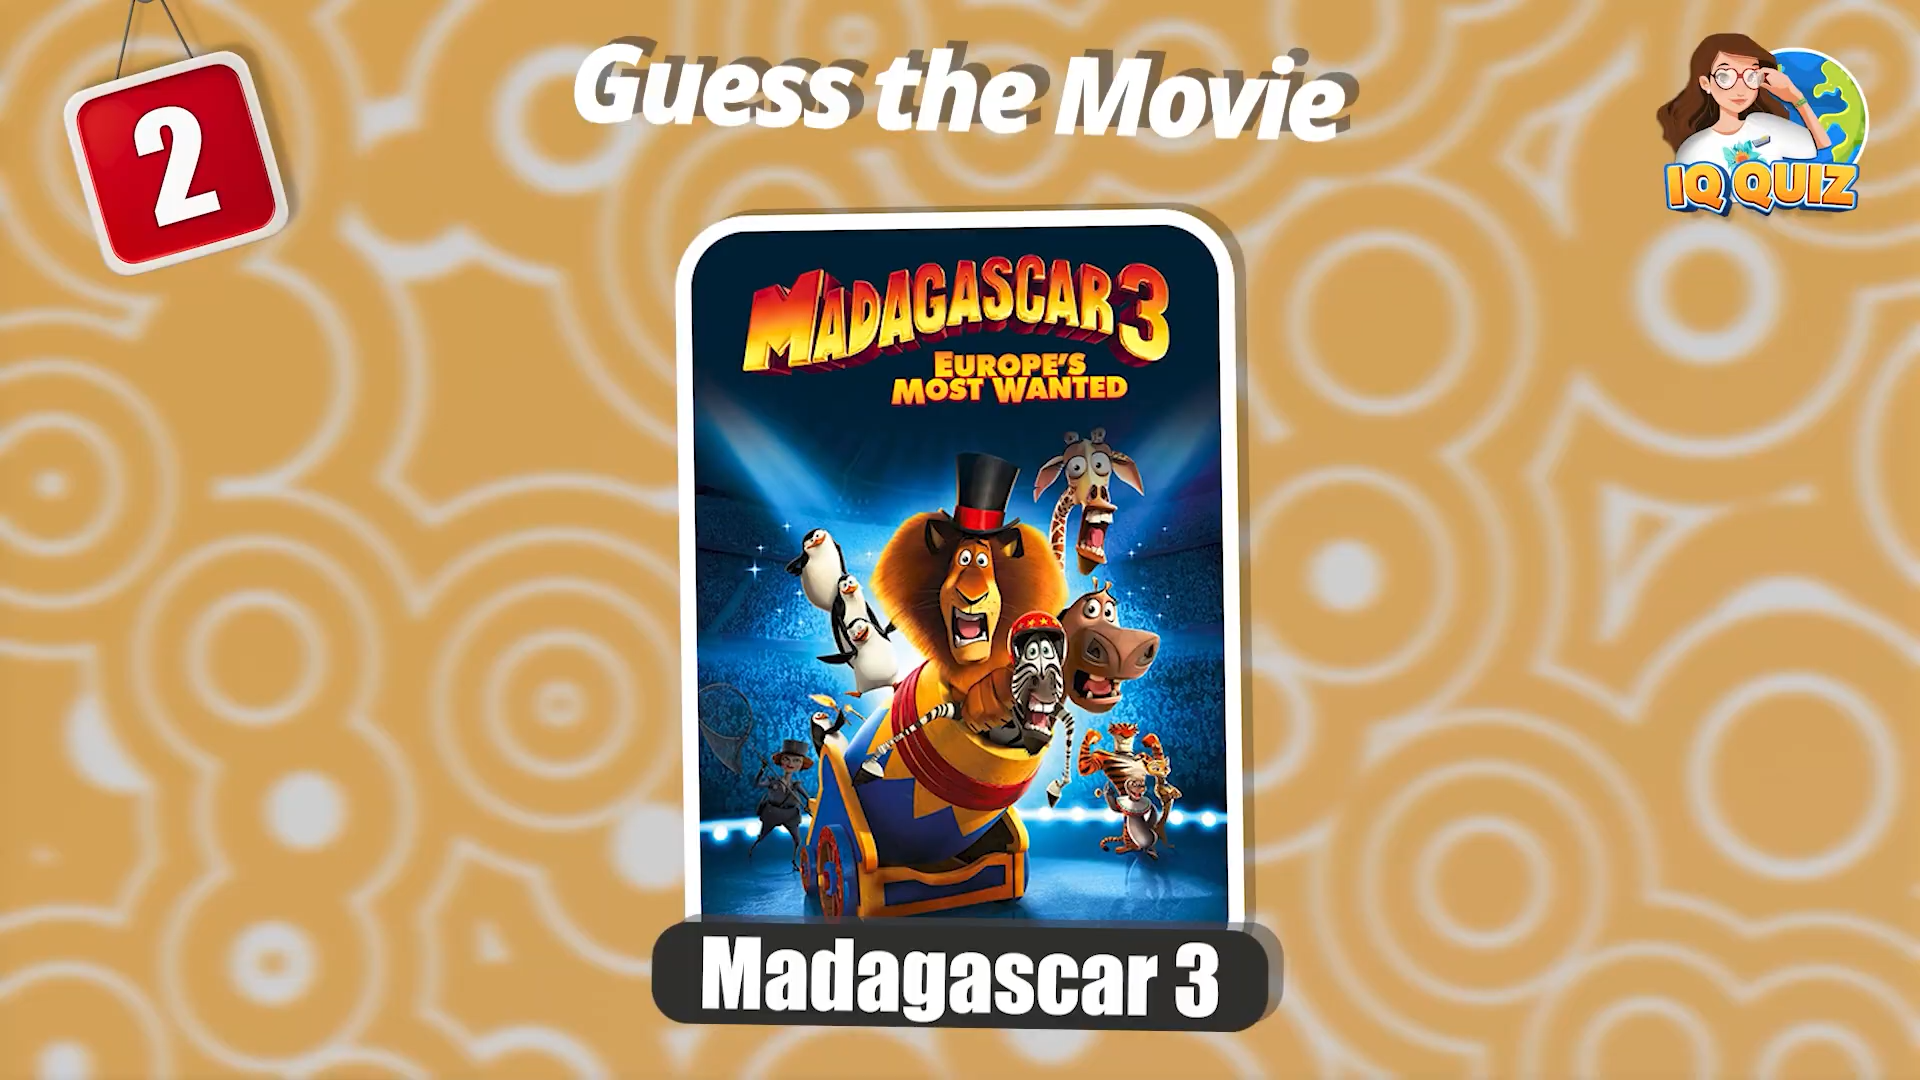 2
Guess the Movie
IQ QUIZ
MADAGASCAR 3
EUROPE'S
MOST WANTED
Madagascar 3